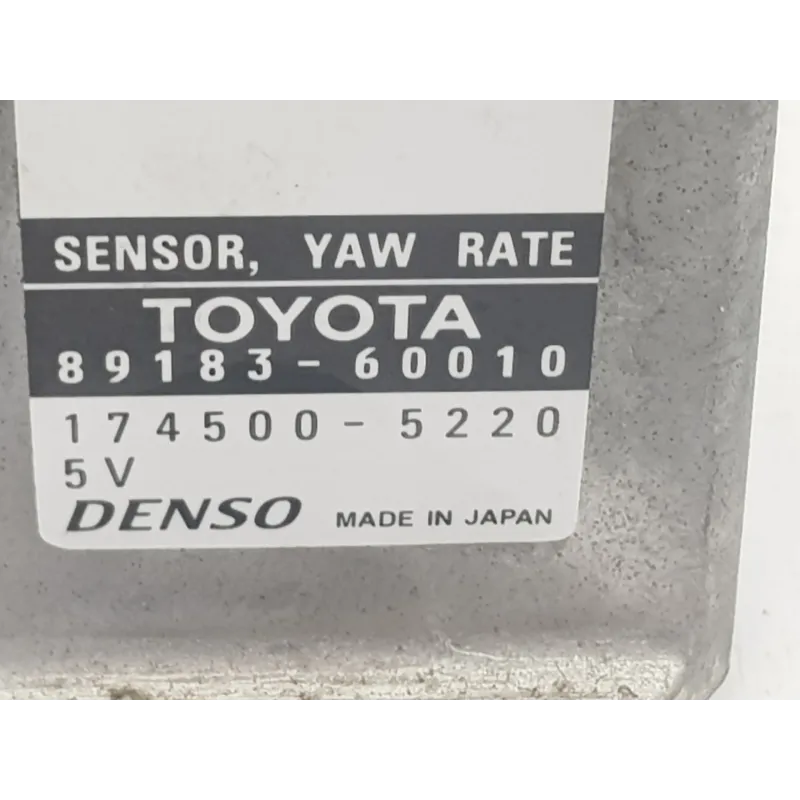 SENSOR, YAW RATE
TOYOTA
89183-60010
174500-5220
5V
DENSO MADE IN JAPAN